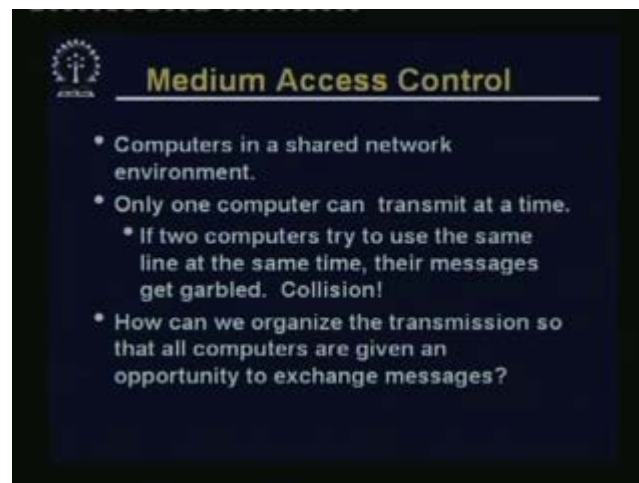 Medium Access Control
• Computers in a shared network
environment.
• Only one computer can transmit at a time.
• If two computers try to use the same
line at the same time, their messages
get garbled. Collision!
• How can we organize the transmission so
that all computers are given an
opportunity to exchange messages?